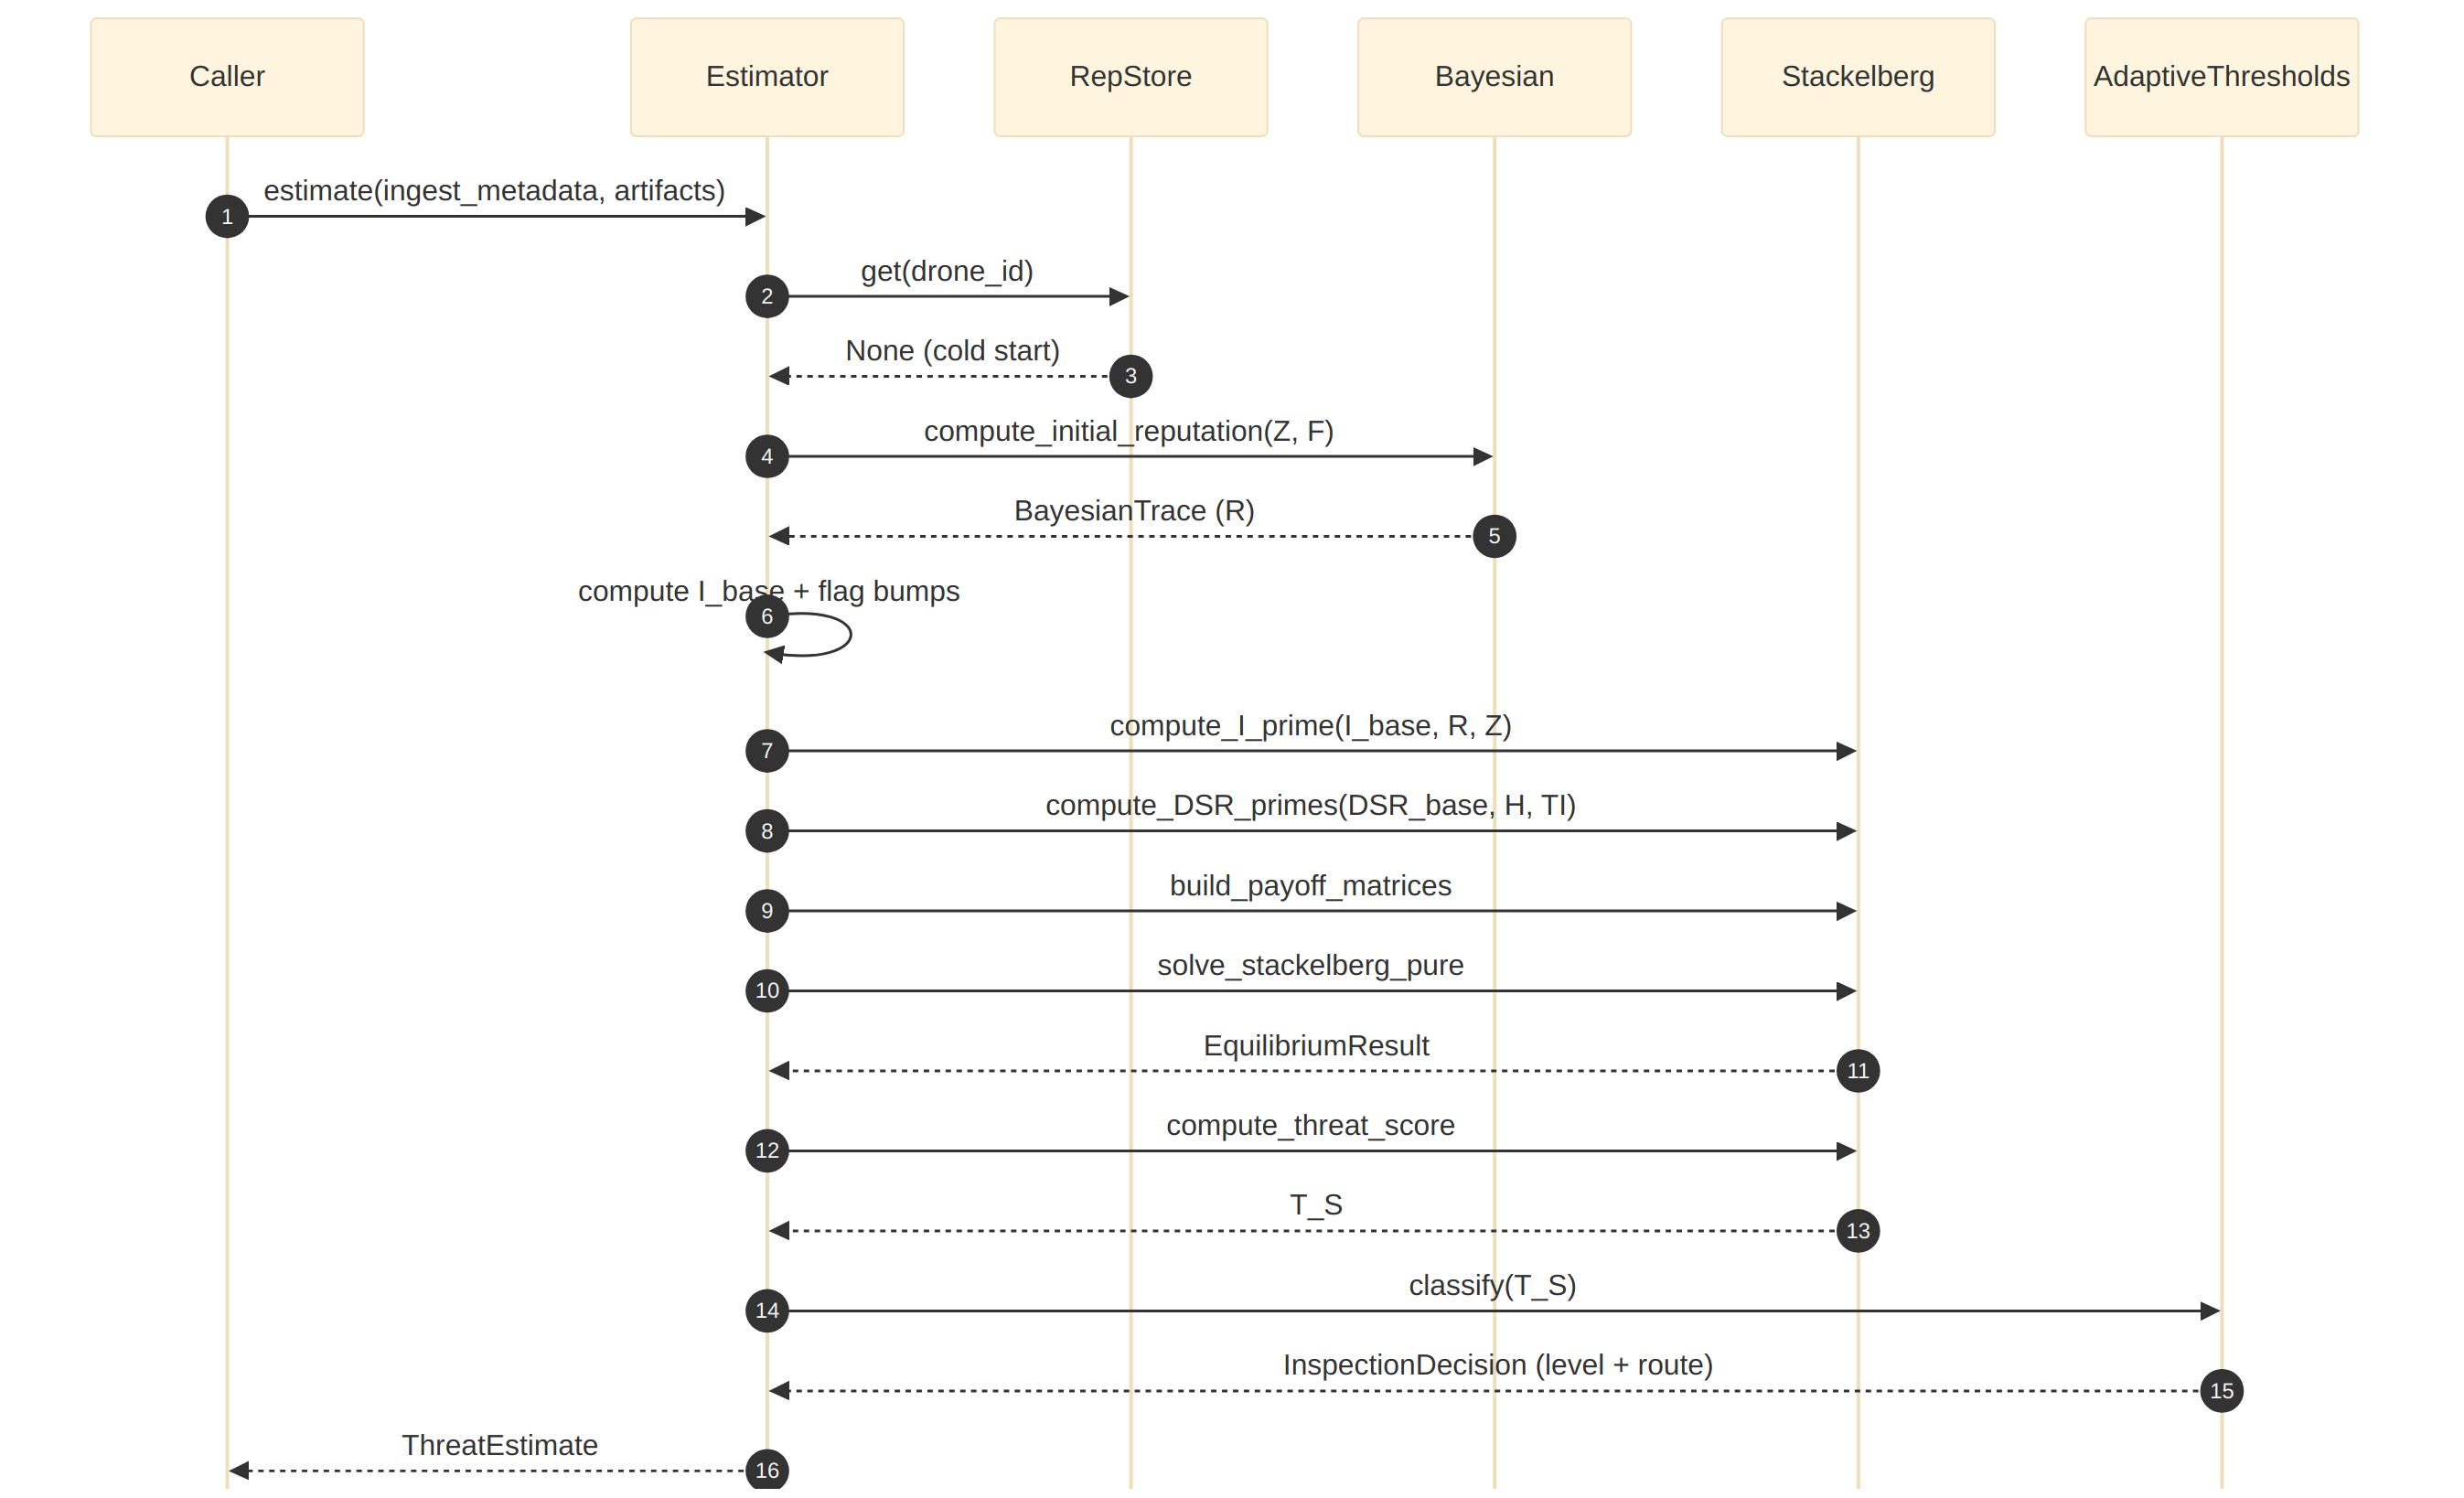 Caller
Estimator
RepStore
Bayesian
Stackelberg
AdaptiveThresholds
estimate(ingest_metadata, artifacts)
1
get(drone_id)
2
None (cold start)
3
compute_initial_reputation(Z, F)
4
BayesianTrace (R)
5
compute I_base + flag bumps
6
compute_I_prime(I_base, R, Z)
7
compute_DSR_primes(DSR_base, H, TI)
8
build_payoff_matrices
9
solve_stackelberg_pure
10
EquilibriumResult
11
compute_threat_score
12
T_S
13
classify(T_S)
14
InspectionDecision (level + route)
15
ThreatEstimate
16